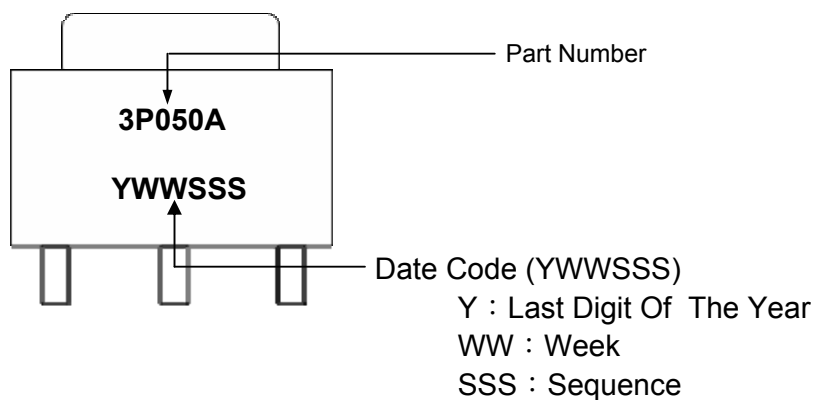 Part Number
3P050A
YWWSSS
Date Code (YWWSSS)
Y：Last Digit Of The Year
WW：Week
SSS：Sequence